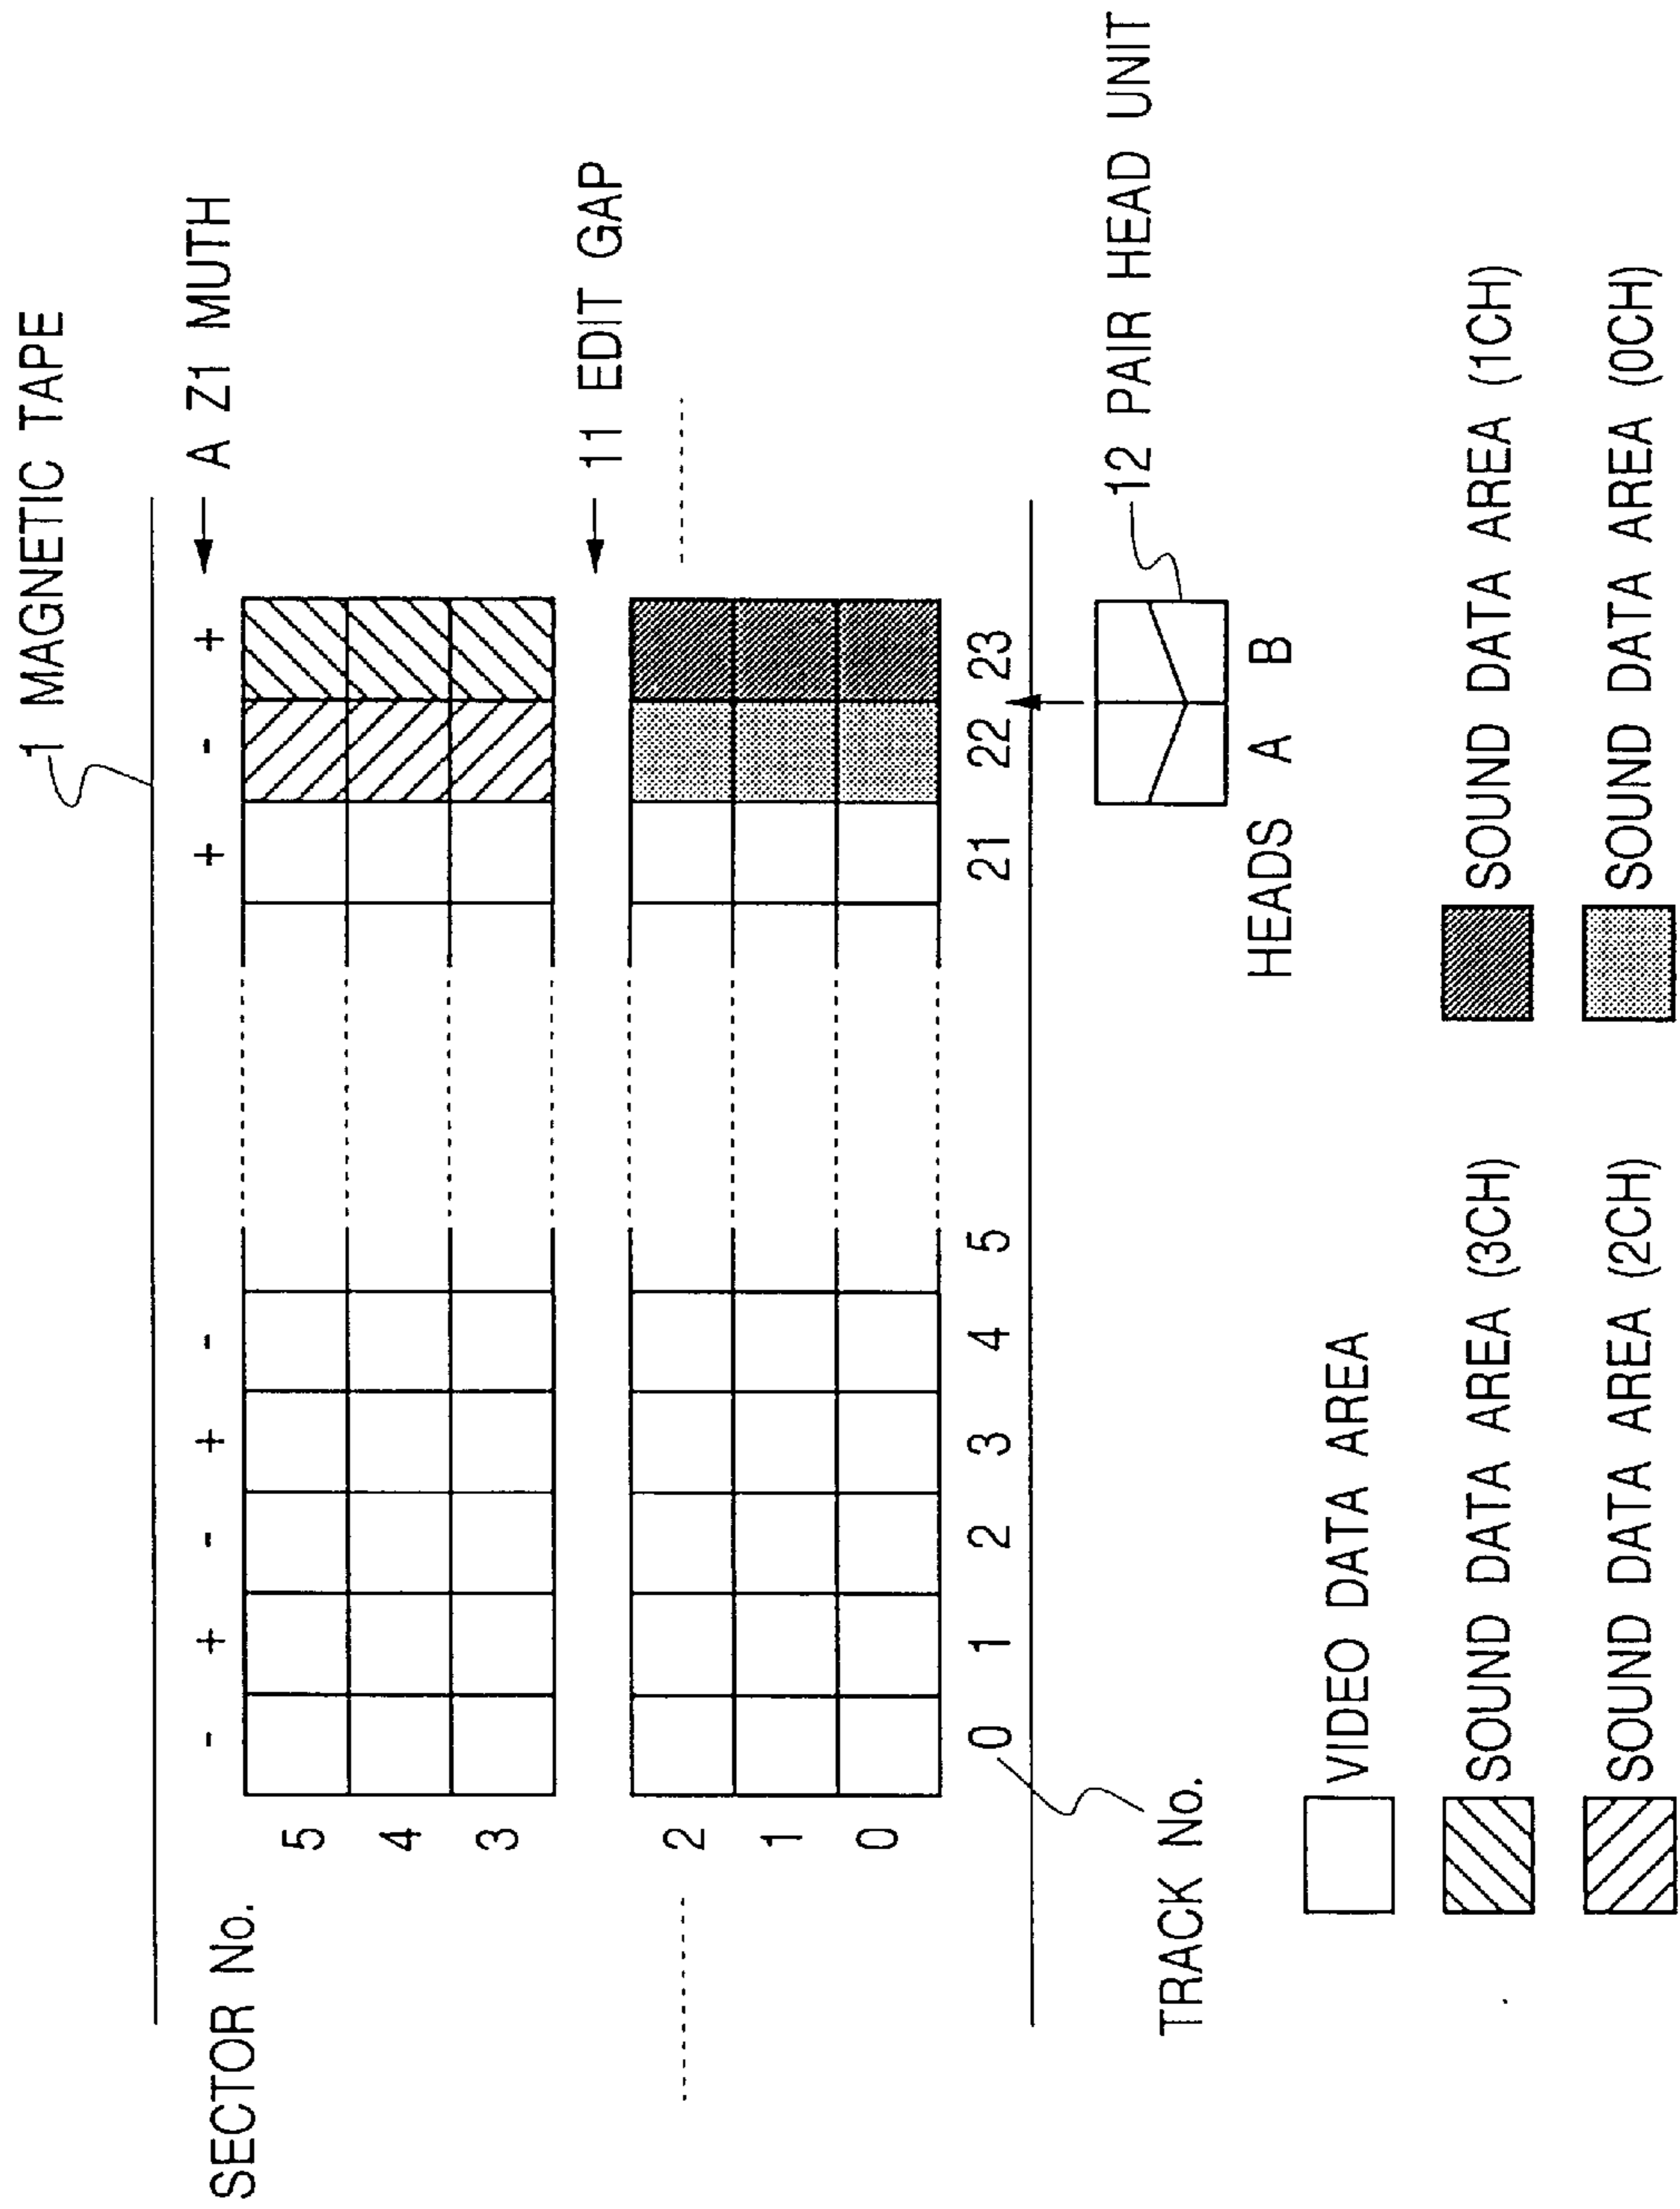 1 MAGNETIC TAPE
SECTOR No.
- + - + - + - + ← A Z1 MUTH
5
4
3
← 11 EDIT GAP
2
1
0
0 1 2 3 4 5 21 22 23
TRACK No.
12 PAIR HEAD UNIT
HEADS A B
VIDEO DATA AREA
SOUND DATA AREA (3CH)
SOUND DATA AREA (1CH)
SOUND DATA AREA (2CH)
SOUND DATA AREA (0CH)